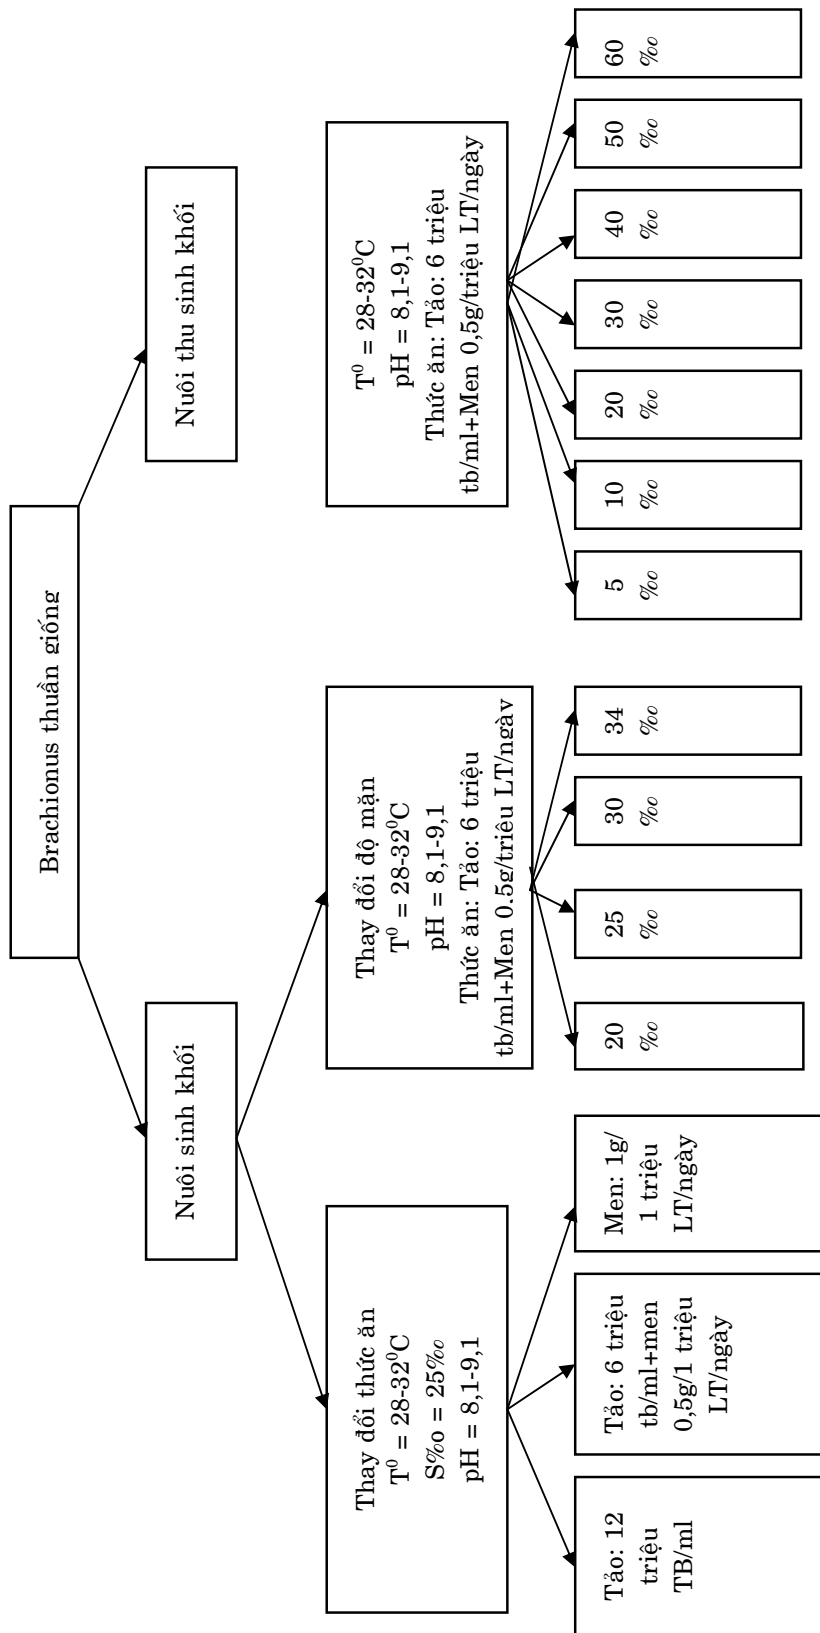 Brachionus thuần giống
Nuôi sinh khối
Nuôi thu sinh khối
Thay đổi thức ăn
T⁰ = 28-32⁰C
S‰ = 25‰
pH = 8,1-9,1
Thay đổi độ mặn
T⁰ = 28-32⁰C
pH = 8,1-9,1
Thức ăn: Tảo: 6 triệu
tb/ml+Men 0.5g/triệu LT/ngày
T⁰ = 28-32⁰C
pH = 8,1-9,1
Thức ăn: Tảo: 6 triệu
tb/ml+Men 0,5g/triệu LT/ngày
Tảo: 12
triệu
TB/ml
Tảo: 6 triệu
tb/ml+men
0,5g/1 triệu
LT/ngày
Men: 1g/
1 triệu
LT/ngày
20
‰
25
‰
30
‰
34
‰
5
‰
10
‰
20
‰
30
‰
40
‰
50
‰
60
‰